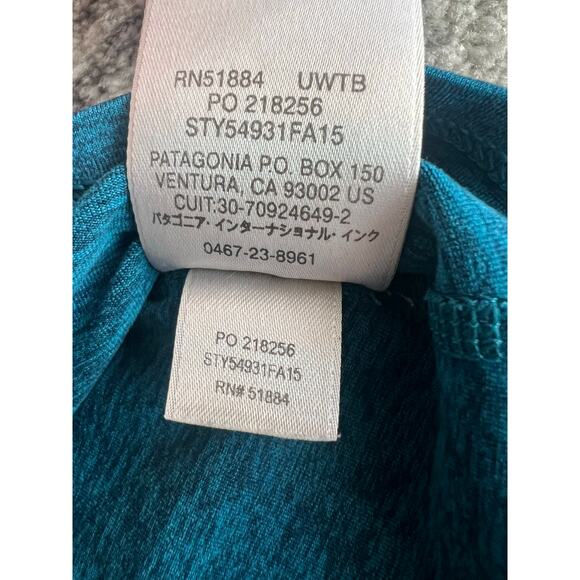 RN51884 UWTB
PO 218256
STY54931FA15
PATAGONIA P.O. BOX 150
VENTURA, CA 93002 US
CUIT:30-70924649-2
パタゴニア・インターナショナル・インク
0467-23-8961
PO 218256
STY54931FA15
RN# 51884